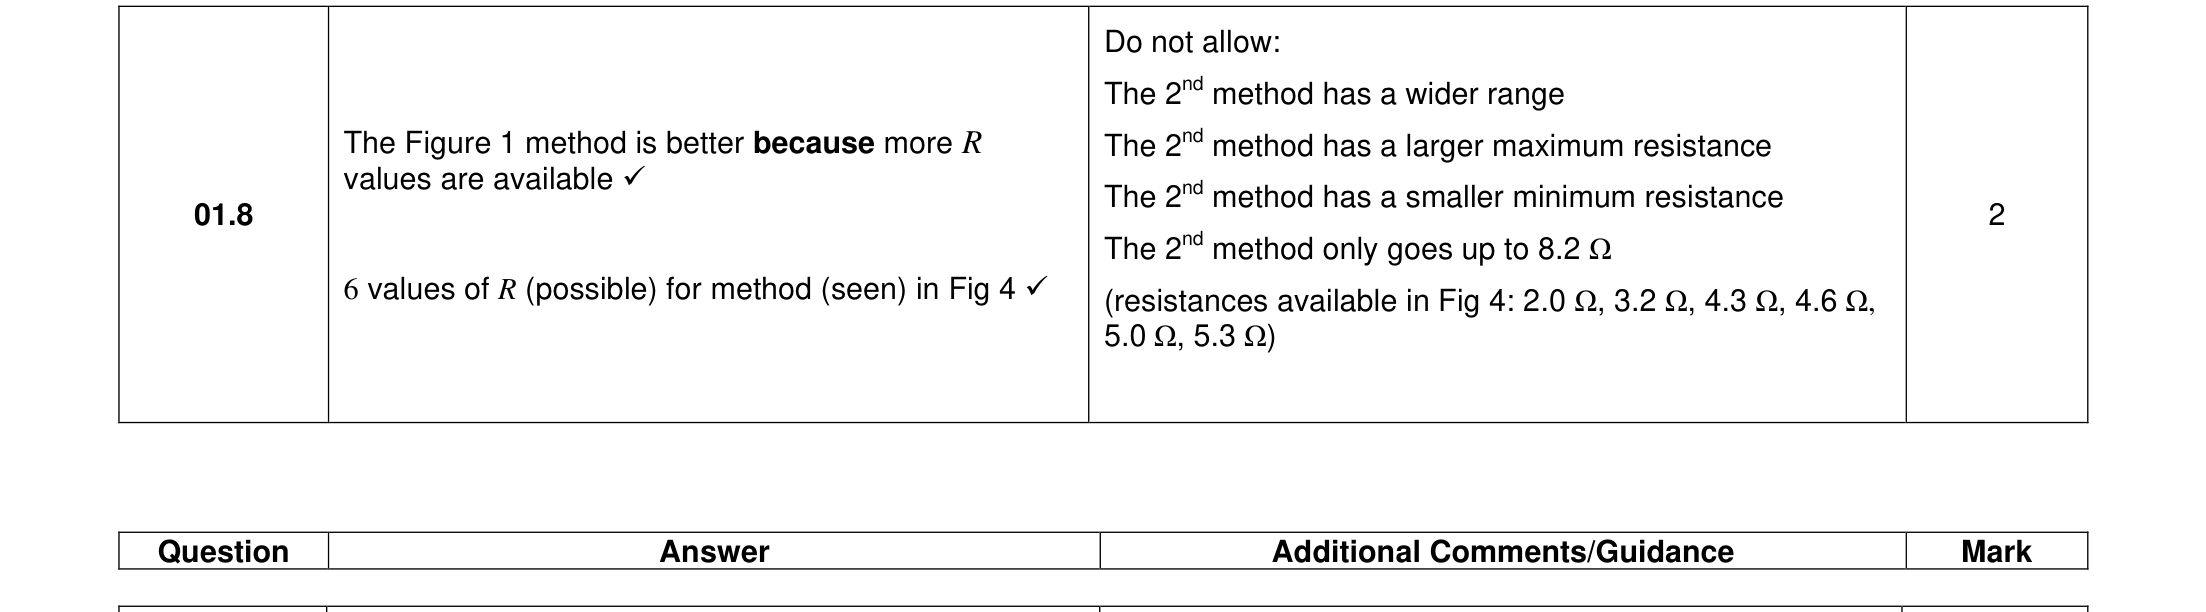 01.8
The Figure 1 method is better because more R
values are available ✓
6 values of R (possible) for method (seen) in Fig 4 ✓
Do not allow:
The 2nd method has a wider range
The 2nd method has a larger maximum resistance
The 2nd method has a smaller minimum resistance
The 2nd method only goes up to 8.2 Ω
(resistances available in Fig 4: 2.0 Ω, 3.2 Ω, 4.3 Ω, 4.6 Ω,
5.0 Ω, 5.3 Ω)
2
Question Answer Additional Comments/Guidance Mark